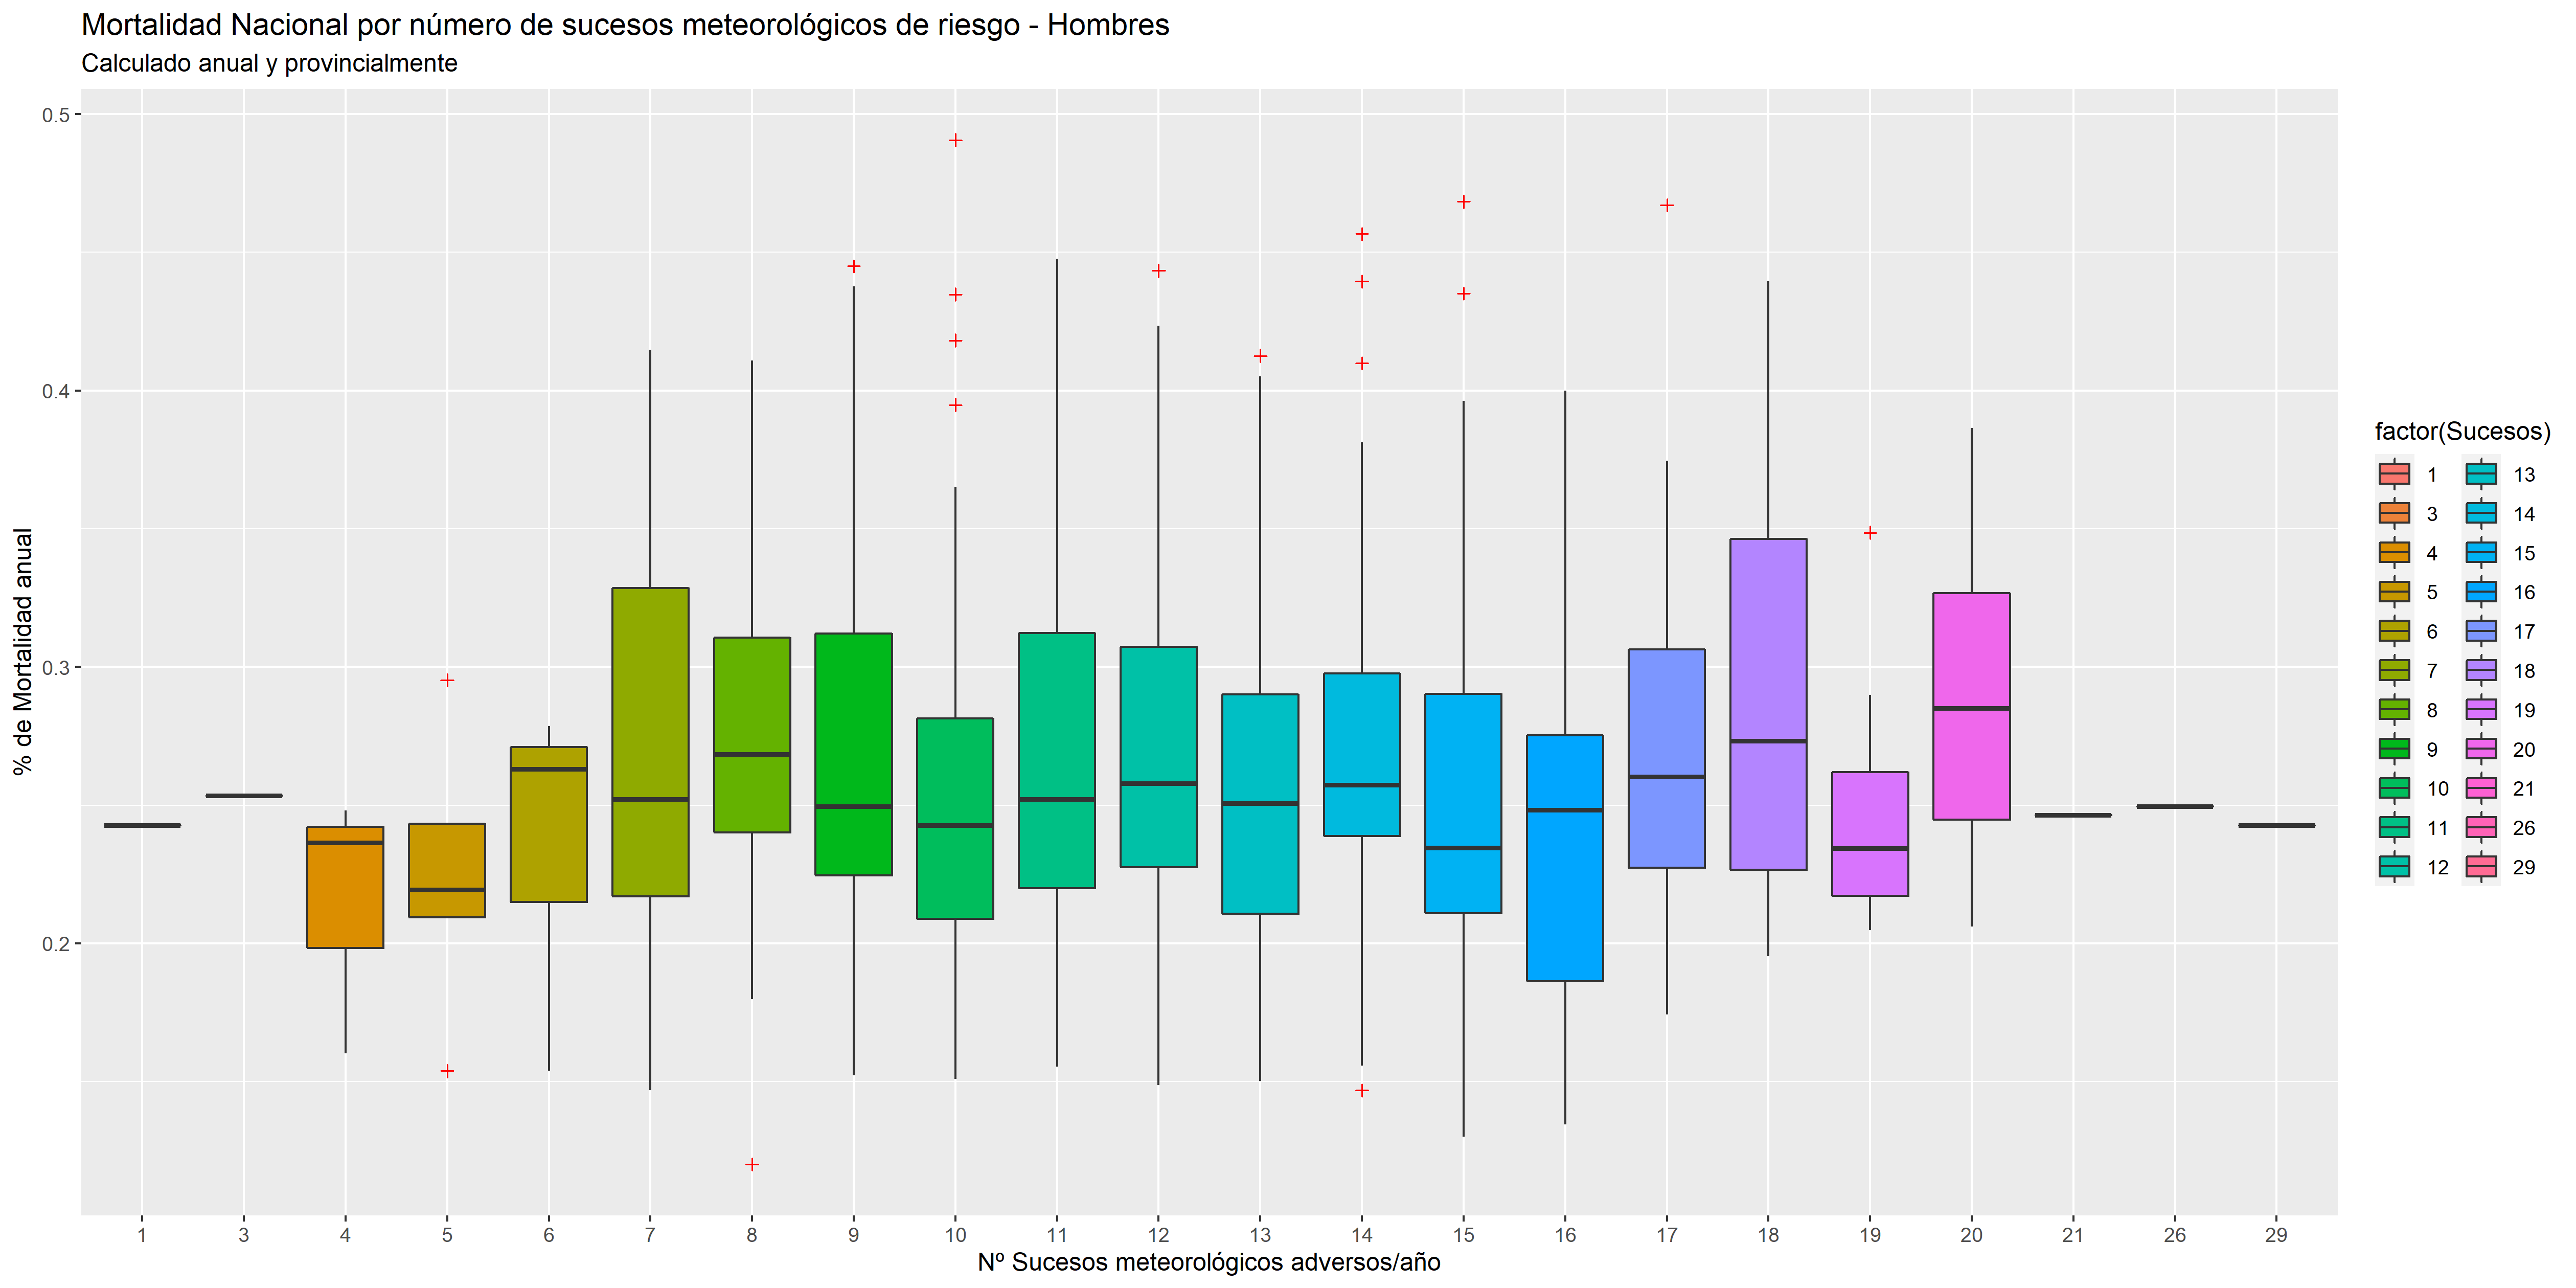 Mortalidad Nacional por número de sucesos meteorológicos de riesgo - Hombres
Calculado anual y provincialmente
% de Mortalidad anual
0.5
0.4
0.3
0.2
1 3 4 5 6 7 8 9 10 11 12 13 14 15 16 17 18 19 20 21 26 29
Nº Sucesos meteorológicos adversos/año
factor(Sucesos)
1 13
3 14
4 15
5 16
6 17
7 18
8 19
9 20
10 21
11 26
12 29